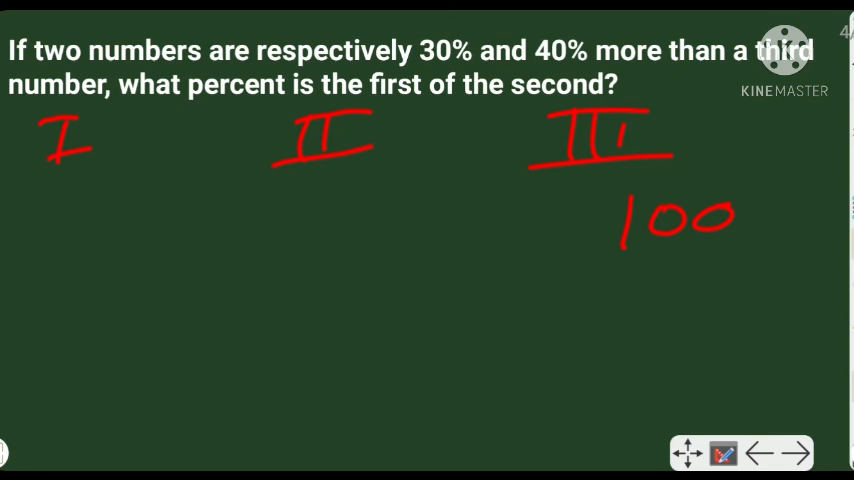 If two numbers are respectively 30% and 40% more than a third
number, what percent is the first of the second?
KINEMASTER
I II III
100